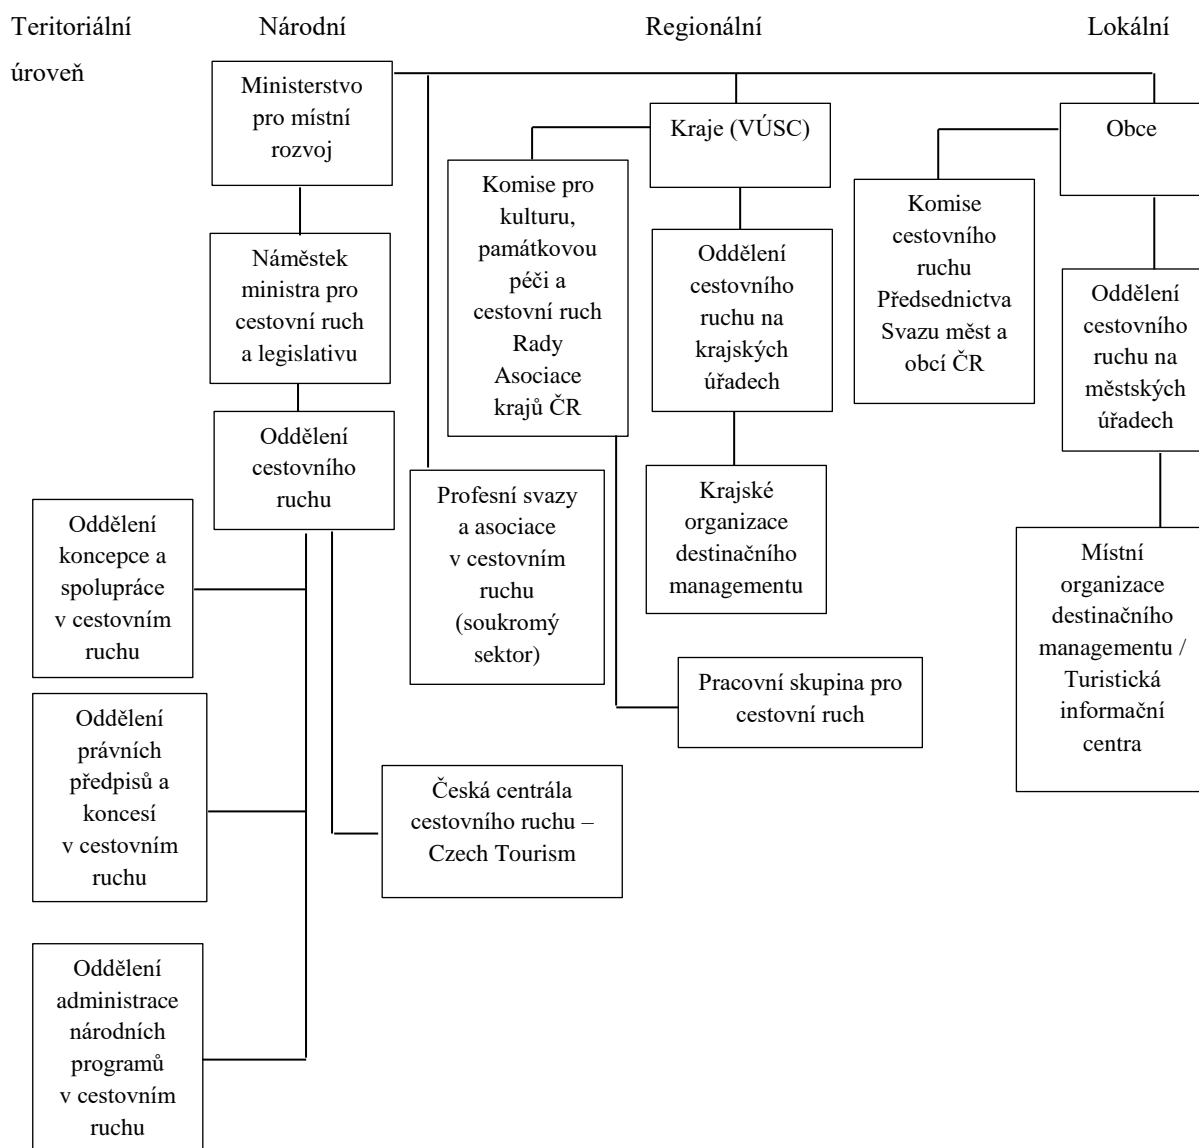 Teritoriální
úroveň
Národní
Regionální
Lokální
Ministerstvo
pro místní
rozvoj
Náměstek
ministra pro
cestovní ruch
a legislativu
Oddělení
cestovního
ruchu
Oddělení
koncepce a
spolupráce
v cestovním
ruchu
Oddělení
právních
předpisů a
koncesí
v cestovním
ruchu
Oddělení
administrace
národních
programů
v cestovním
ruchu
Česká centrála
cestovního ruchu –
Czech Tourism
Profesní svazy
a asociace
v cestovním
ruchu
(soukromý
sektor)
Kraje (VÚSC)
Komise pro
kulturu,
památkovou
péči a
cestovní ruch
Rady
Asociace
krajů ČR
Oddělení
cestovního
ruchu na
krajských
úřadech
Krajské
organizace
destinačního
managementu
Pracovní skupina pro
cestovní ruch
Obce
Komise
cestovního
ruchu
Předsednictva
Svazu měst a
obcí ČR
Oddělení
cestovního
ruchu na
městských
úřadech
Místní
organizace
destinačního
managementu /
Turistická
informační
centra